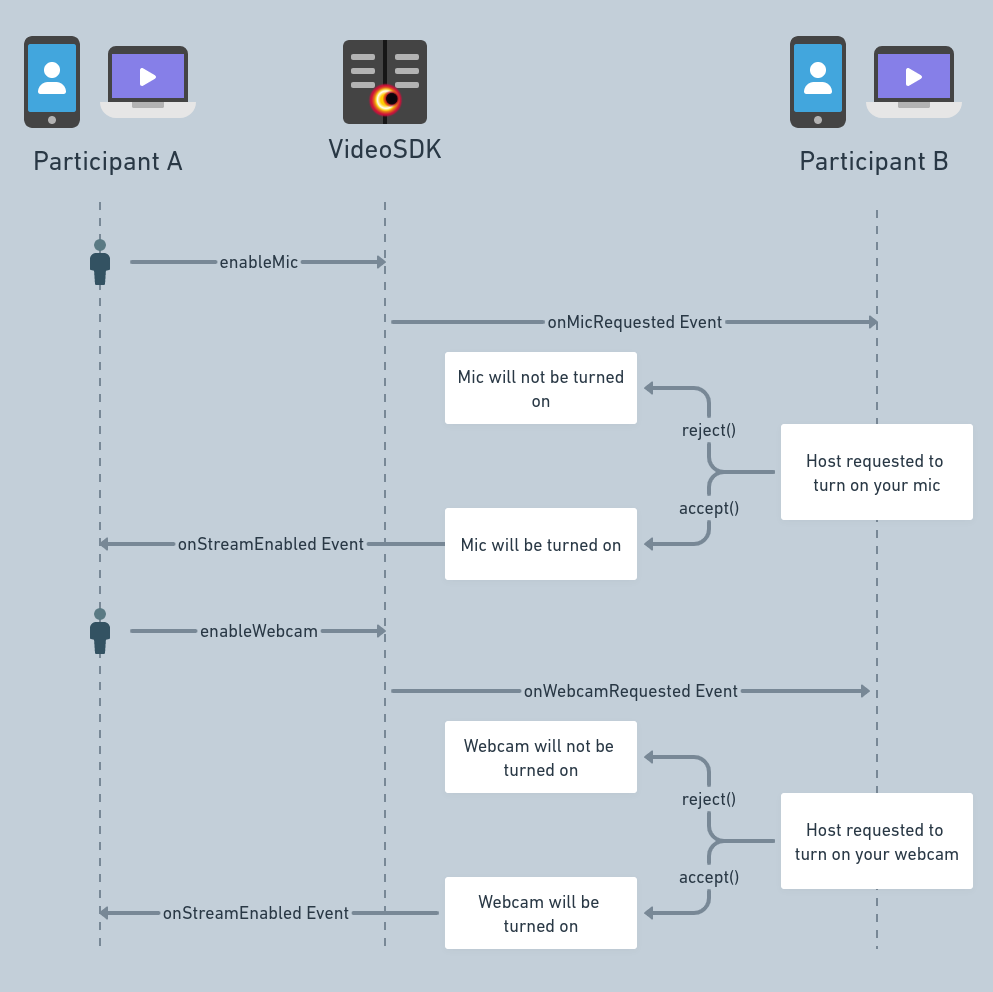 Participant A
VideoSDK
Participant B
enableMic
onMicRequested Event
Mic will not be turned
on
reject()
Host requested to
turn on your mic
accept()
onStreamEnabled Event
Mic will be turned on
enableWebcam
onWebcamRequested Event
Webcam will not be
turned on
reject()
Host requested to
turn on your webcam
accept()
onStreamEnabled Event
Webcam will be
turned on